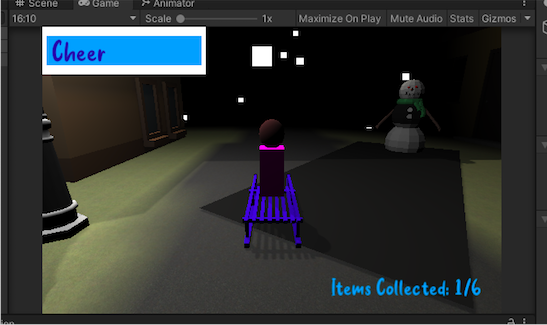 Scene Game Animator
16:10 Scale 1x Maximize On Play Mute Audio Stats Gizmos
Cheer
Items Collected: 1/6